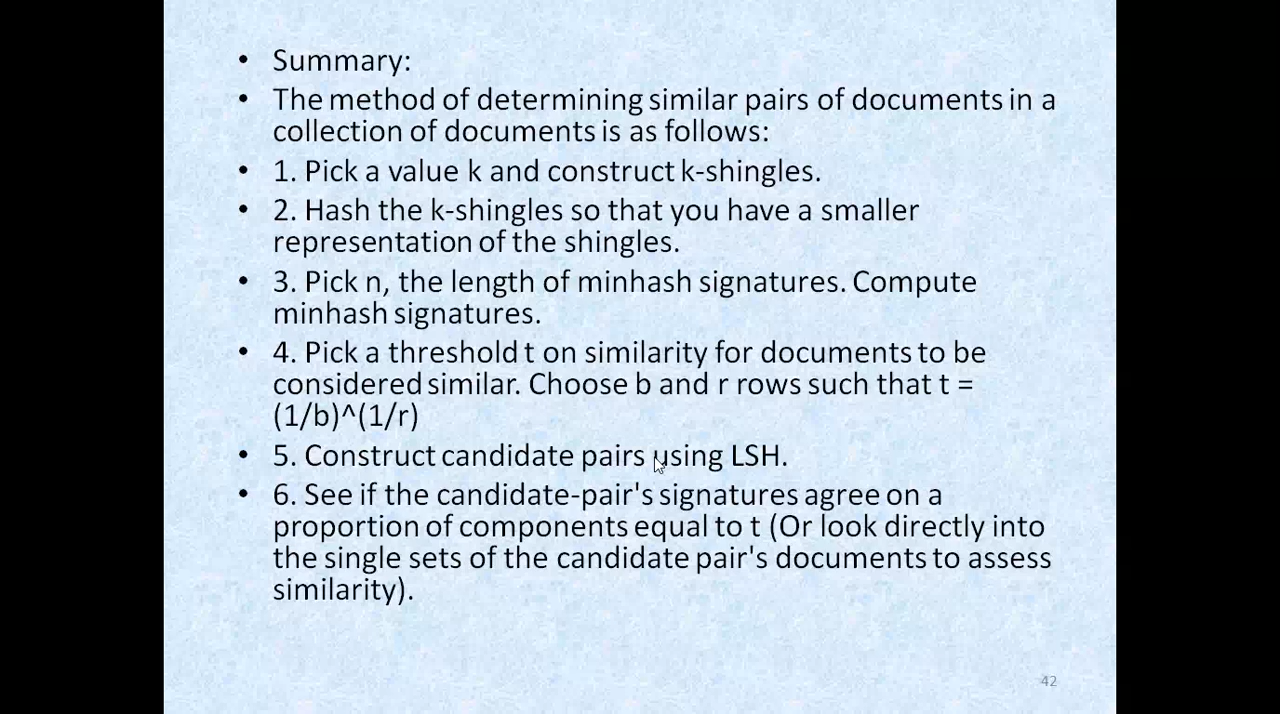 • Summary:
• The method of determining similar pairs of documents in a
collection of documents is as follows:
• 1. Pick a value k and construct k-shingles.
• 2. Hash the k-shingles so that you have a smaller
representation of the shingles.
• 3. Pick n, the length of minhash signatures. Compute
minhash signatures.
• 4. Pick a threshold t on similarity for documents to be
considered similar. Choose b and r rows such that t =
(1/b)^(1/r)
• 5. Construct candidate pairs using LSH.
• 6. See if the candidate-pair's signatures agree on a
proportion of components equal to t (Or look directly into
the single sets of the candidate pair's documents to assess
similarity).
42